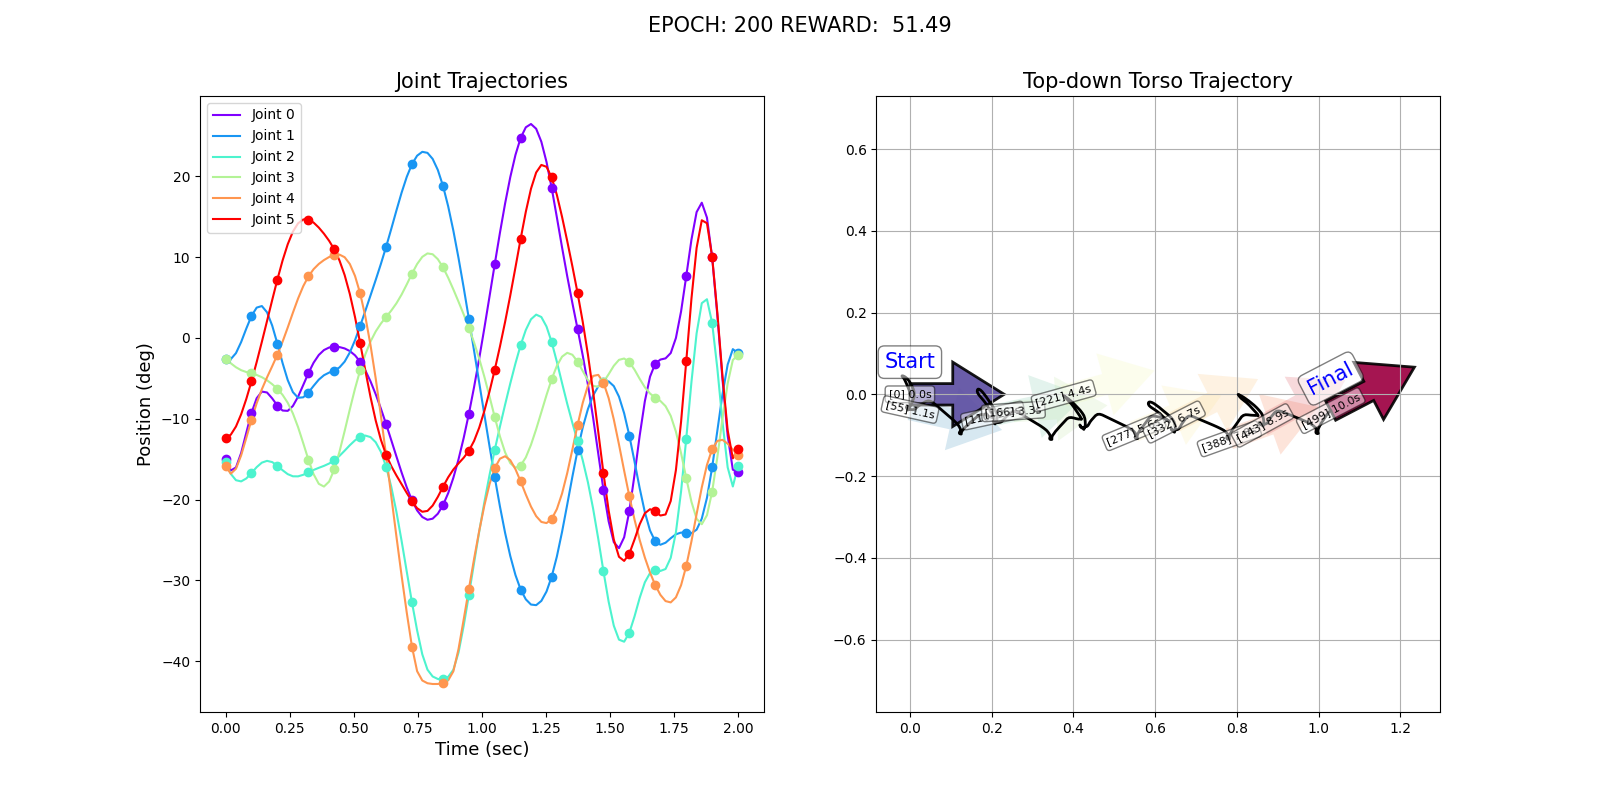 EPOCH: 200 REWARD:  51.49
Joint Trajectories
Joint 0
Joint 1
Joint 2
Joint 3
Joint 4
Joint 5
20
10
0
−10
−20
−30
−40
Position (deg)
0.00 0.25 0.50 0.75 1.00 1.25 1.50 1.75 2.00
Time (sec)
Top-down Torso Trajectory
0.6
0.4
0.2
0.0
−0.2
−0.4
−0.6
0.0 0.2 0.4 0.6 0.8 1.0 1.2
Start
[0] 0.0s
[55] 1.1s
[166] 3.3s
[221] 4.4s
[277]
[332] 6.7s
[388]
[443] 8.9s
[499] 10.0s
Final